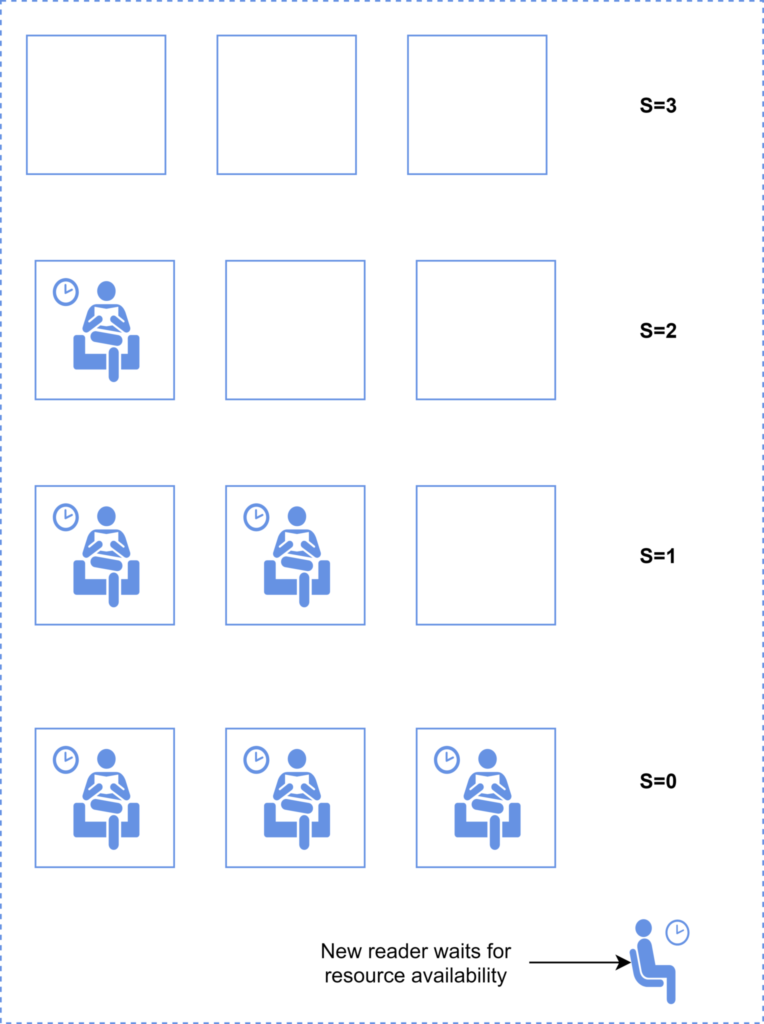 S=3
S=2
S=1
S=0
New reader waits for
resource availability